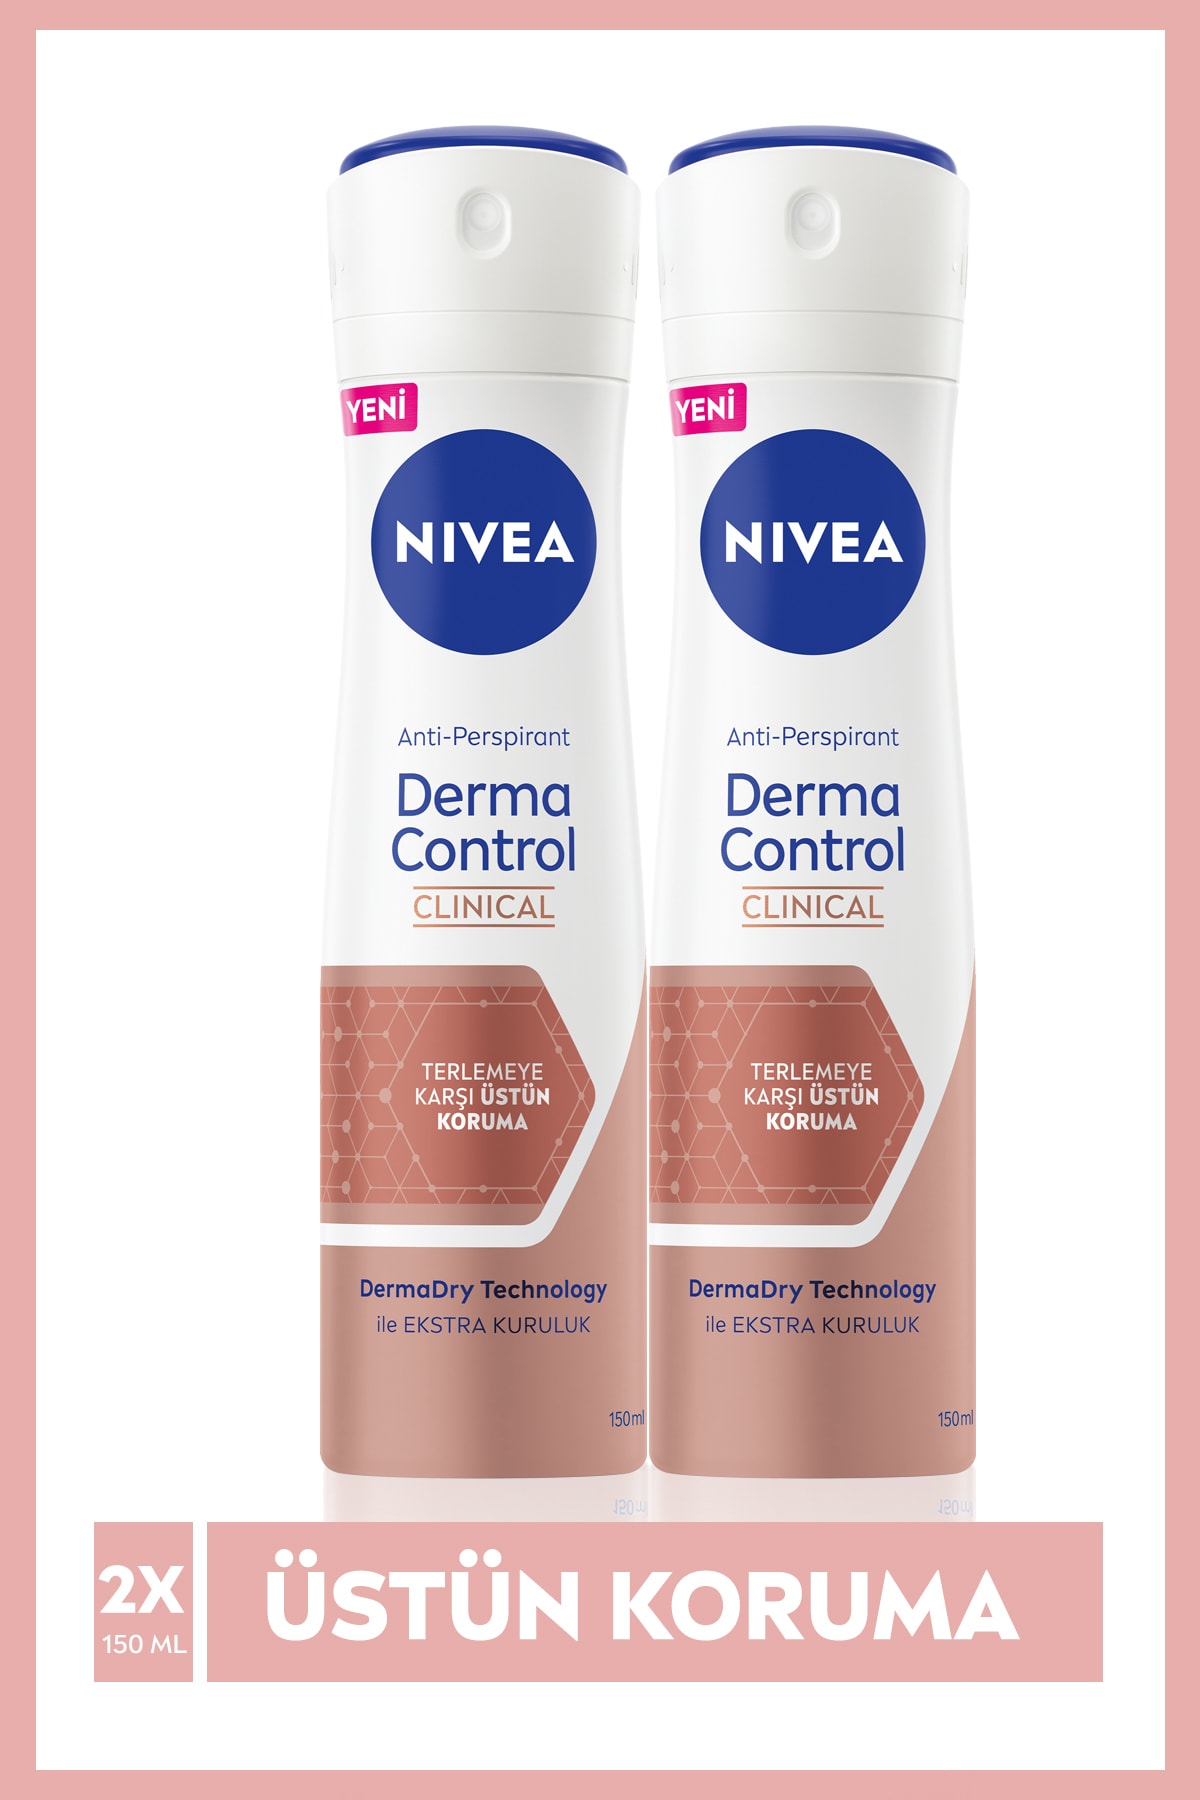 YENİ
NIVEA
Anti-Perspirant
Derma
Control
CLINICAL
TERLEMEYE
KARŞI ÜSTÜN
KORUMA
DermaDry Technology
ile EKSTRA KURULUK
150ml
YENİ
NIVEA
Anti-Perspirant
Derma
Control
CLINICAL
TERLEMEYE
KARŞI ÜSTÜN
KORUMA
DermaDry Technology
ile EKSTRA KURULUK
150ml
2X
150 ML
ÜSTÜN KORUMA